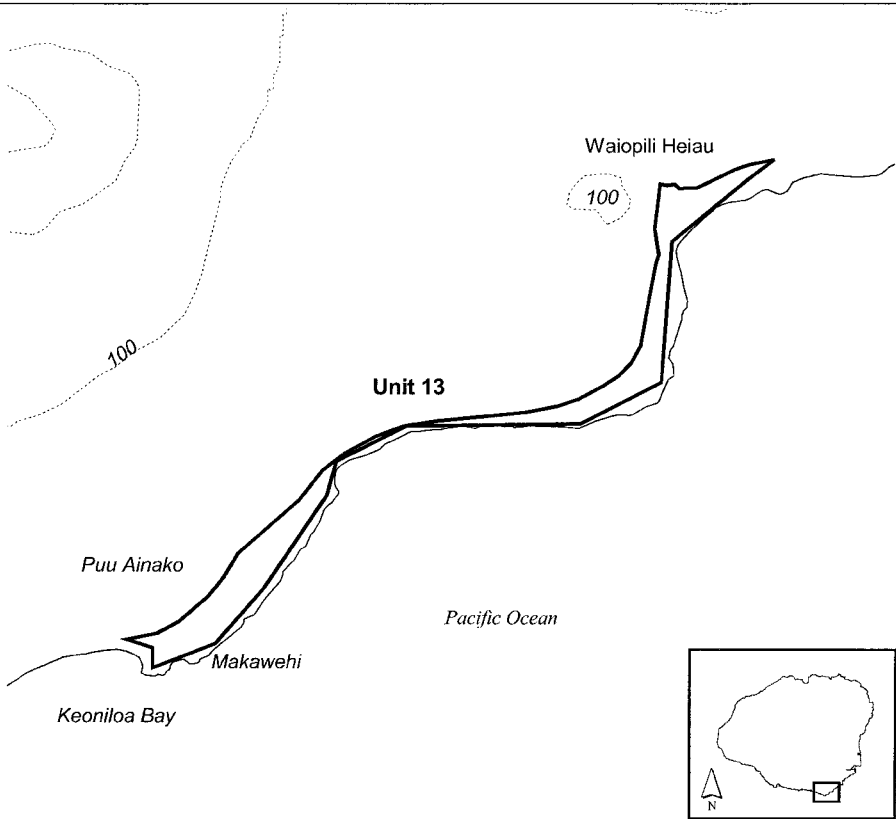 Waiopili Heiau
100
100
Unit 13
Puu Ainako
Pacific Ocean
Makawehi
Keoniloa Bay
N